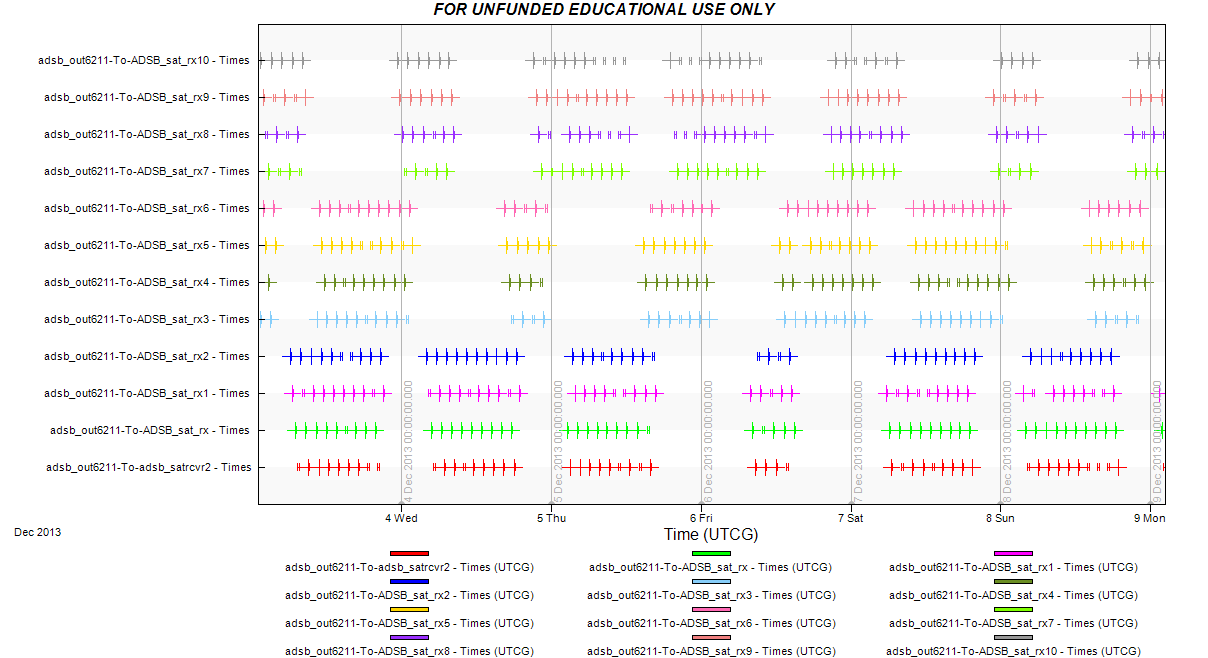 FOR UNFUNDED EDUCATIONAL USE ONLY
adsb_out6211-To-ADSB_sat_rx10 - Times
adsb_out6211-To-ADSB_sat_rx9 - Times
adsb_out6211-To-ADSB_sat_rx8 - Times
adsb_out6211-To-ADSB_sat_rx7 - Times
adsb_out6211-To-ADSB_sat_rx6 - Times
adsb_out6211-To-ADSB_sat_rx5 - Times
adsb_out6211-To-ADSB_sat_rx4 - Times
adsb_out6211-To-ADSB_sat_rx3 - Times
adsb_out6211-To-ADSB_sat_rx2 - Times
adsb_out6211-To-ADSB_sat_rx1 - Times
adsb_out6211-To-ADSB_sat_rx - Times
adsb_out6211-To-adsb_satrcvr2 - Times
4 Dec 2013 00:00:00.000
5 Dec 2013 00:00:00.000
6 Dec 2013 00:00:00.000
7 Dec 2013 00:00:00.000
8 Dec 2013 00:00:00.000
9 Dec 2013 00:00:00.000
4 Wed 5 Thu 6 Fri 7 Sat 8 Sun 9 Mon
Dec 2013
Time (UTCG)
adsb_out6211-To-adsb_satrcvr2 - Times (UTCG) adsb_out6211-To-ADSB_sat_rx - Times (UTCG) adsb_out6211-To-ADSB_sat_rx1 - Times (UTCG)
adsb_out6211-To-ADSB_sat_rx2 - Times (UTCG) adsb_out6211-To-ADSB_sat_rx3 - Times (UTCG) adsb_out6211-To-ADSB_sat_rx4 - Times (UTCG)
adsb_out6211-To-ADSB_sat_rx5 - Times (UTCG) adsb_out6211-To-ADSB_sat_rx6 - Times (UTCG) adsb_out6211-To-ADSB_sat_rx7 - Times (UTCG)
adsb_out6211-To-ADSB_sat_rx8 - Times (UTCG) adsb_out6211-To-ADSB_sat_rx9 - Times (UTCG) adsb_out6211-To-ADSB_sat_rx10 - Times (UTCG)